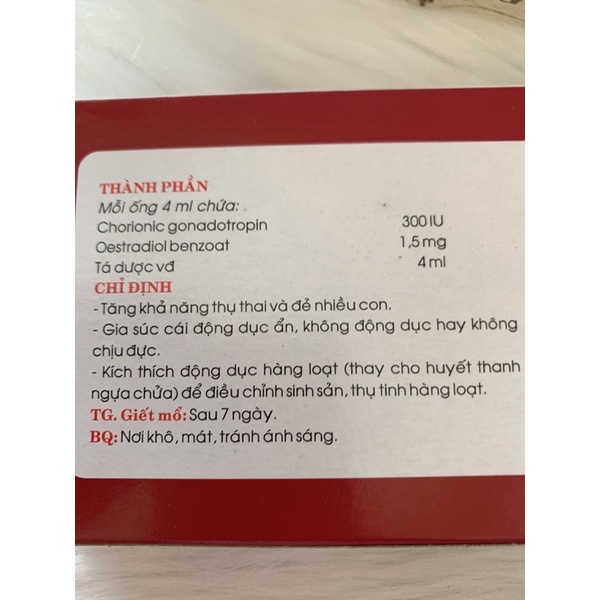 THÀNH PHẦN
Mỗi ống 4 ml chứa:
Chorionic gonadotropin 300 IU
Oestradiol benzoat 1,5 mg
Tá dược vđ 4 ml
CHỈ ĐỊNH
- Tăng khả năng thụ thai và đẻ nhiều con.
- Gia súc cái động dục ẩn, không động dục hay không
chịu đực.
- Kích thích động dục hàng loạt (thay cho huyết thanh
ngựa chửa) để điều chỉnh sinh sản, thụ tinh hàng loạt.
TG. Giết mổ: Sau 7 ngày.
BQ: Nơi khô, mát, tránh ánh sáng.